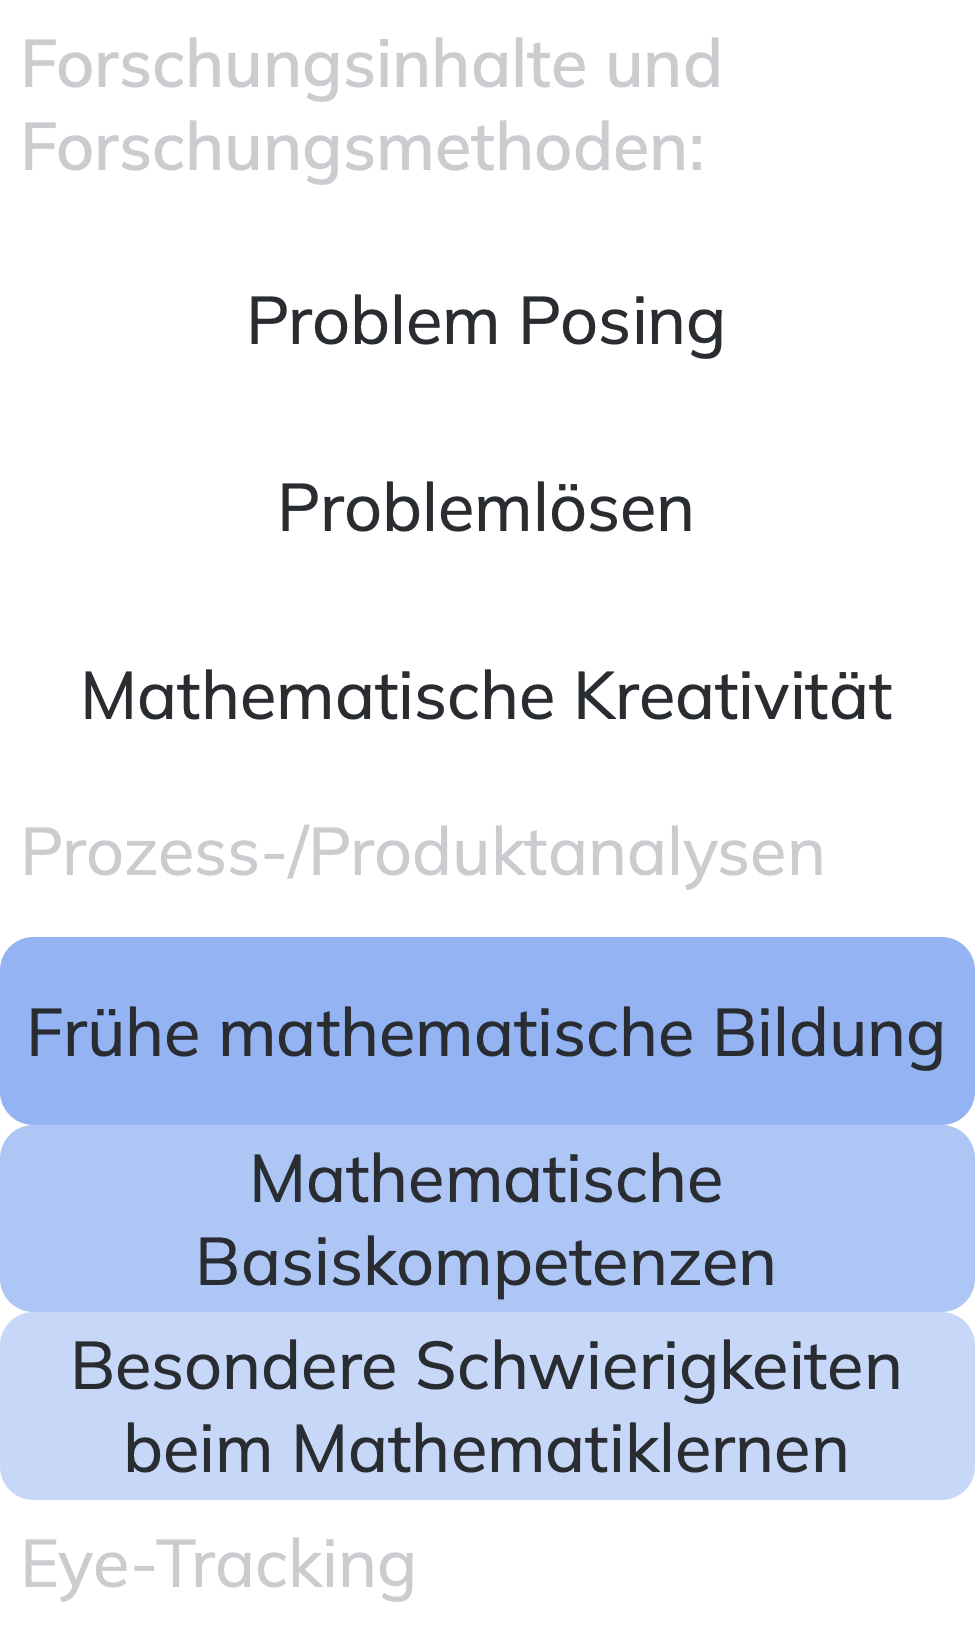 Forschungsinhalte und
Forschungsmethoden:
Problem Posing
Problemlösen
Mathematische Kreativität
Prozess-/Produktanalysen
Frühe mathematische Bildung
Mathematische
Basiskompetenzen
Besondere Schwierigkeiten
beim Mathematiklernen
Eye-Tracking